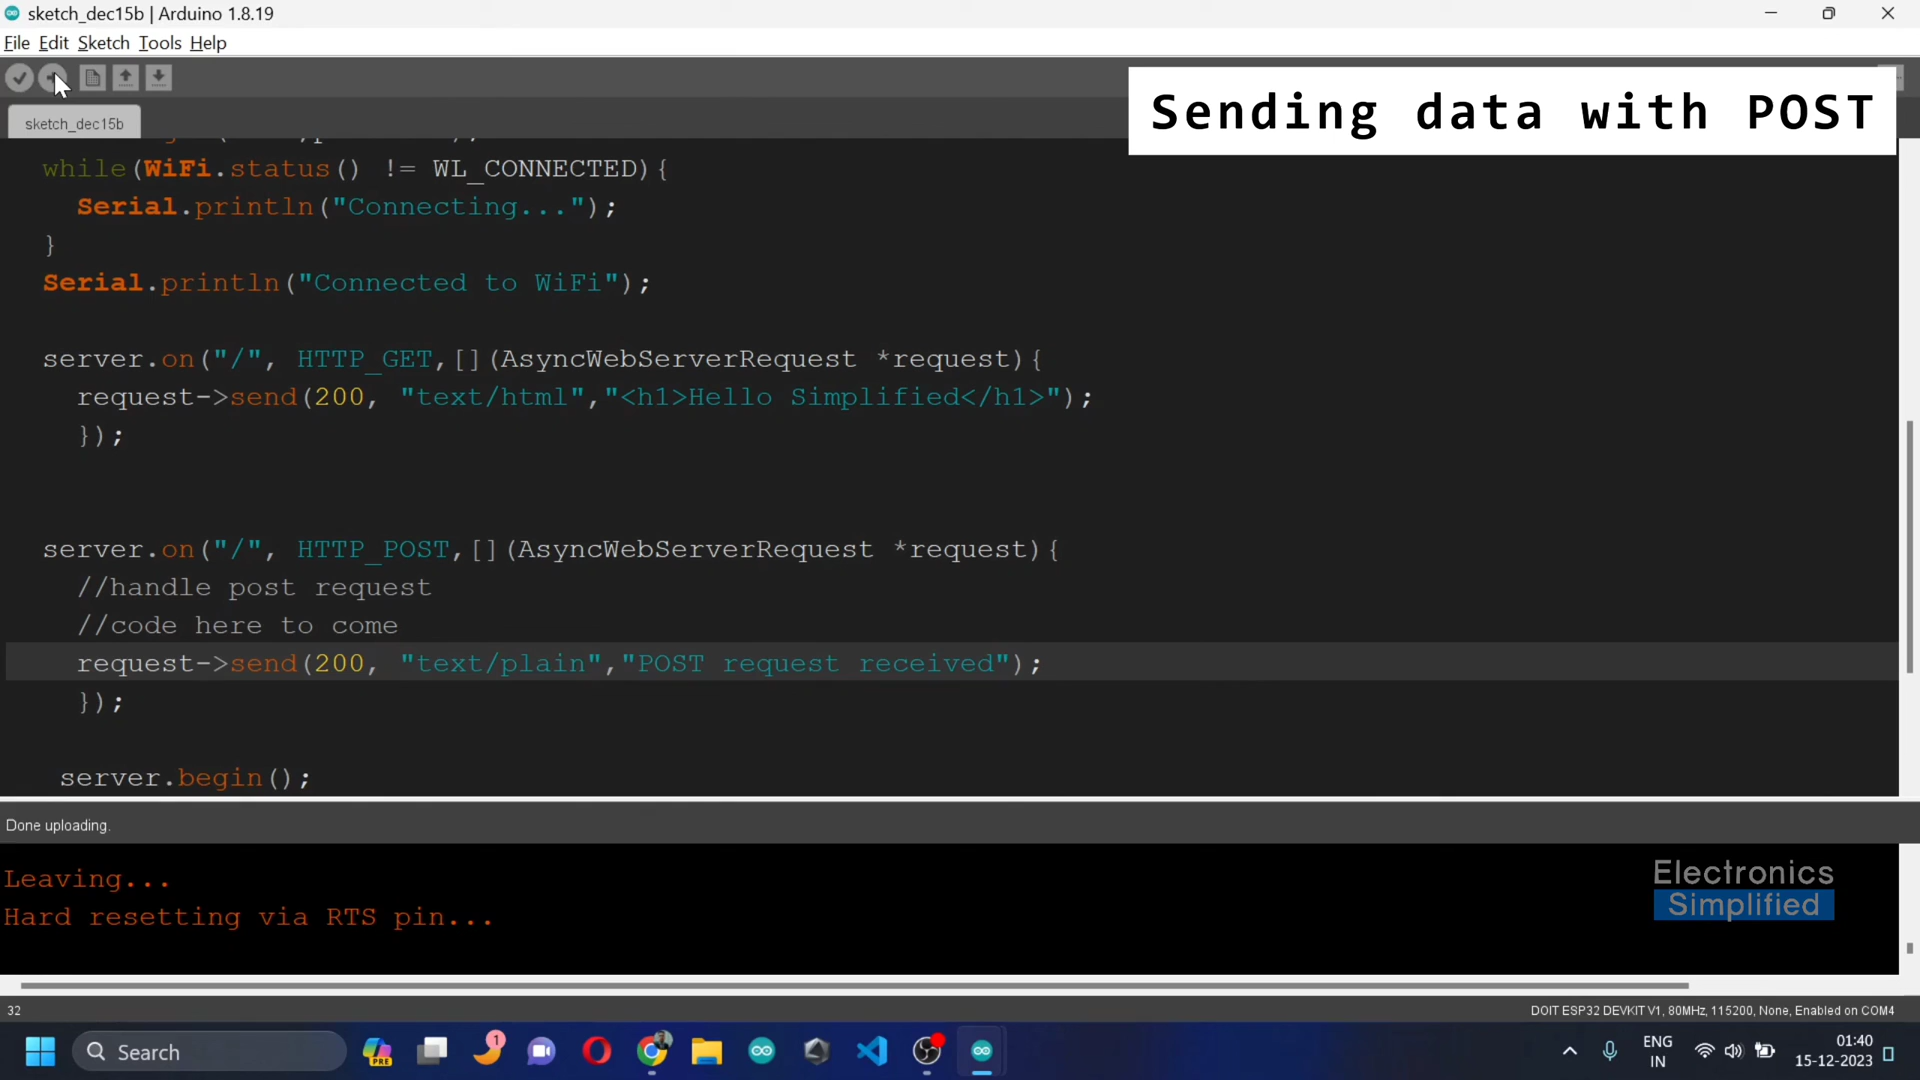 sketch_dec15b | Arduino 1.8.19
File Edit Sketch Tools Help
Sending data with POST
sketch_dec15b
while(WiFi.status() != WL_CONNECTED){
Serial.println("Connecting...");
}
Serial.println("Connected to WiFi");
server.on("/", HTTP_GET,[](AsyncWebServerRequest *request){
request->send(200, "text/html","<h1>Hello Simplified</h1>");
});
server.on("/", HTTP_POST,[](AsyncWebServerRequest *request){
//handle post request
//code here to come
request->send(200, "text/plain","POST request received");
});
server.begin();
Done uploading.
Leaving...
Hard resetting via RTS pin...
Electronics
Simplified
32
DOIT ESP32 DEVKIT V1, 80MHz, 115200, None, Enabled on COM4
Search
PRE
1
ENG
IN
01:40
15-12-2023